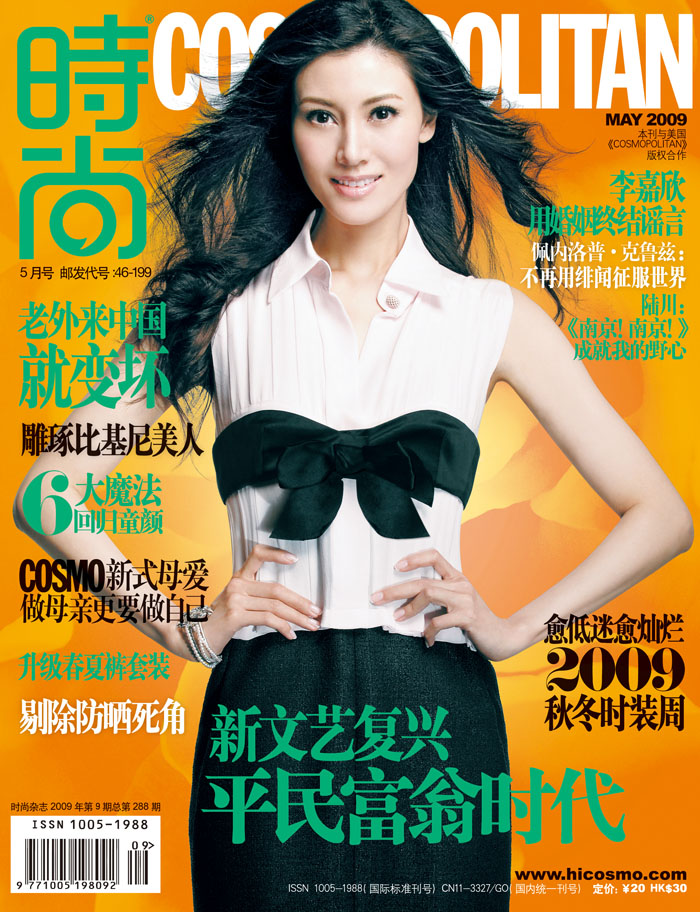 時尚®
COSMOPOLITAN
MAY 2009
本刊与美国
《COSMOPOLITAN》
版权合作
5月号 邮发代号:46-199
李嘉欣
用婚姻终结谣言
佩内洛普·克鲁兹：
不再用绯闻征服世界
陆川：
《南京！南京！》
成就我的野心
老外来中国
就变坏
雕琢比基尼美人
6大魔法
回归童颜
COSMO新式母爱
做母亲更要做自己
升级春夏裤套装
剔除防晒死角
愈低迷愈灿烂
2009
秋冬时装周
新文艺复兴
平民富翁时代
时尚杂志 2009 年第 9 期总第 288 期
ISSN 1005-1988
09>
9 771005 198092
www.hicosmo.com
ISSN 1005-1988(国际标准刊号) CN11-3327/GO(国内统一刊号) 定价: ¥20 HK$30